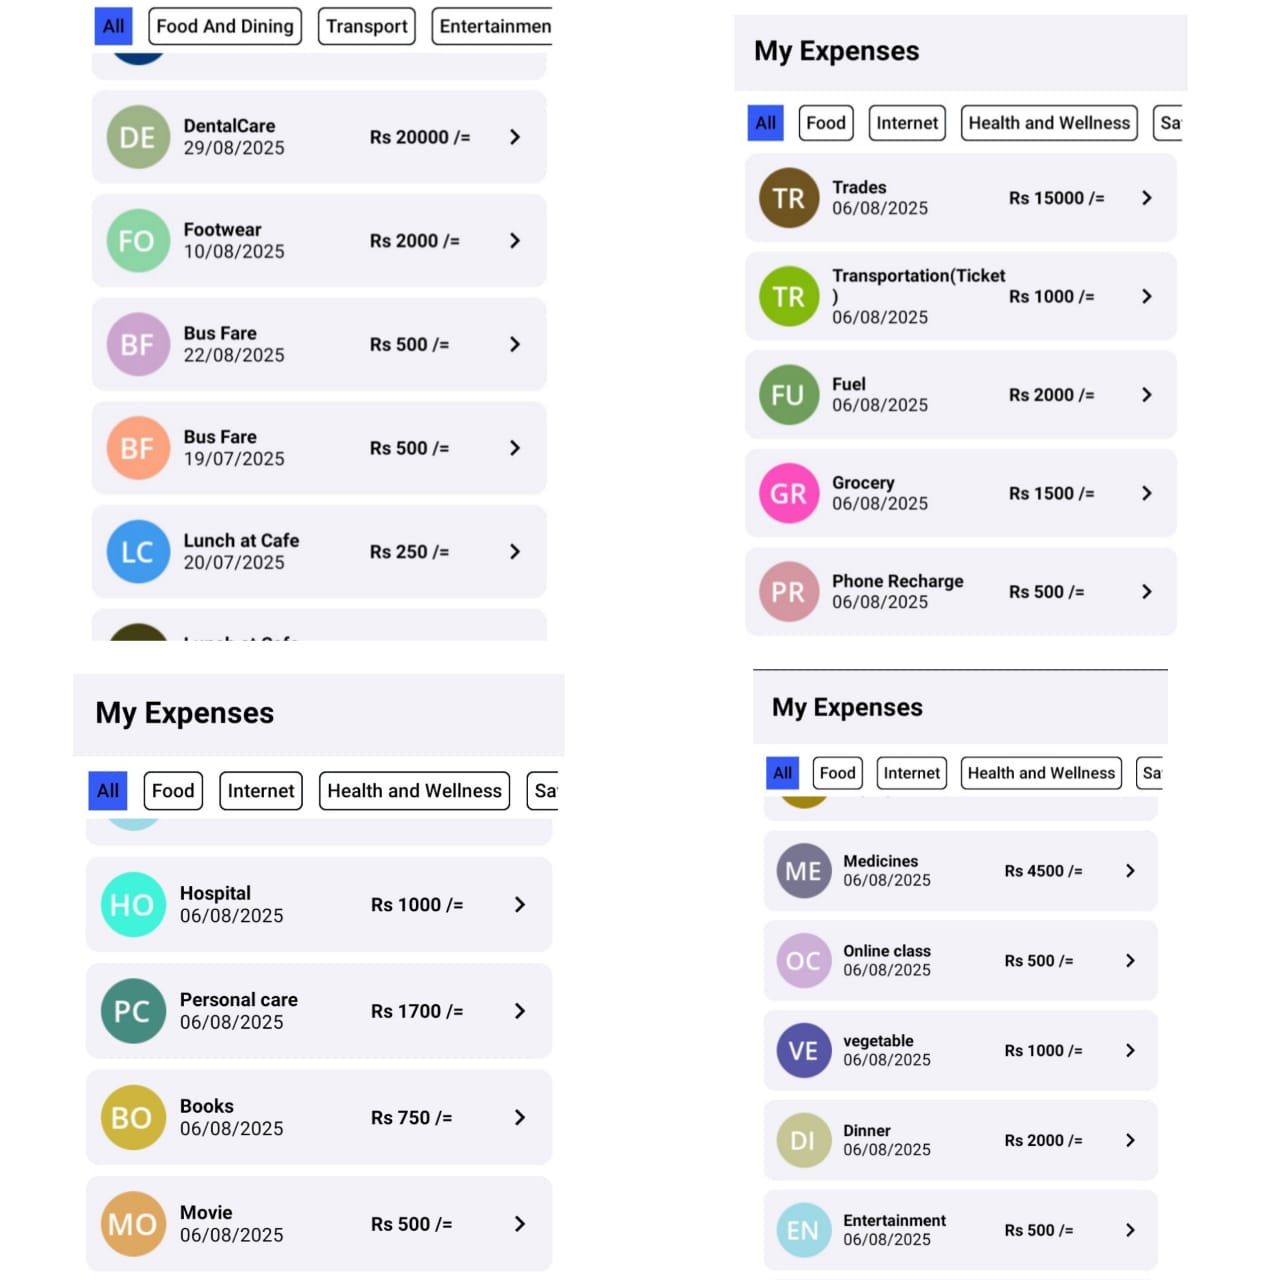 All
Food And Dining
Transport
Entertainmen
DE
DentalCare
29/08/2025
Rs 20000 /=
FO
Footwear
10/08/2025
Rs 2000 /=
BF
Bus Fare
22/08/2025
Rs 500 /=
BF
Bus Fare
19/07/2025
Rs 500 /=
LC
Lunch at Cafe
20/07/2025
Rs 250 /=
Lunch at Cafe
My Expenses
All
Food
Internet
Health and Wellness
Sa
TR
Trades
06/08/2025
Rs 15000 /=
TR
Transportation(Ticket
)
06/08/2025
Rs 1000 /=
FU
Fuel
06/08/2025
Rs 2000 /=
GR
Grocery
06/08/2025
Rs 1500 /=
PR
Phone Recharge
06/08/2025
Rs 500 /=
My Expenses
All
Food
Internet
Health and Wellness
Sa
HO
Hospital
06/08/2025
Rs 1000 /=
PC
Personal care
06/08/2025
Rs 1700 /=
BO
Books
06/08/2025
Rs 750 /=
MO
Movie
06/08/2025
Rs 500 /=
My Expenses
All
Food
Internet
Health and Wellness
Sa
ME
Medicines
06/08/2025
Rs 4500 /=
OC
Online class
06/08/2025
Rs 500 /=
VE
vegetable
06/08/2025
Rs 1000 /=
DI
Dinner
06/08/2025
Rs 2000 /=
EN
Entertainment
06/08/2025
Rs 500 /=